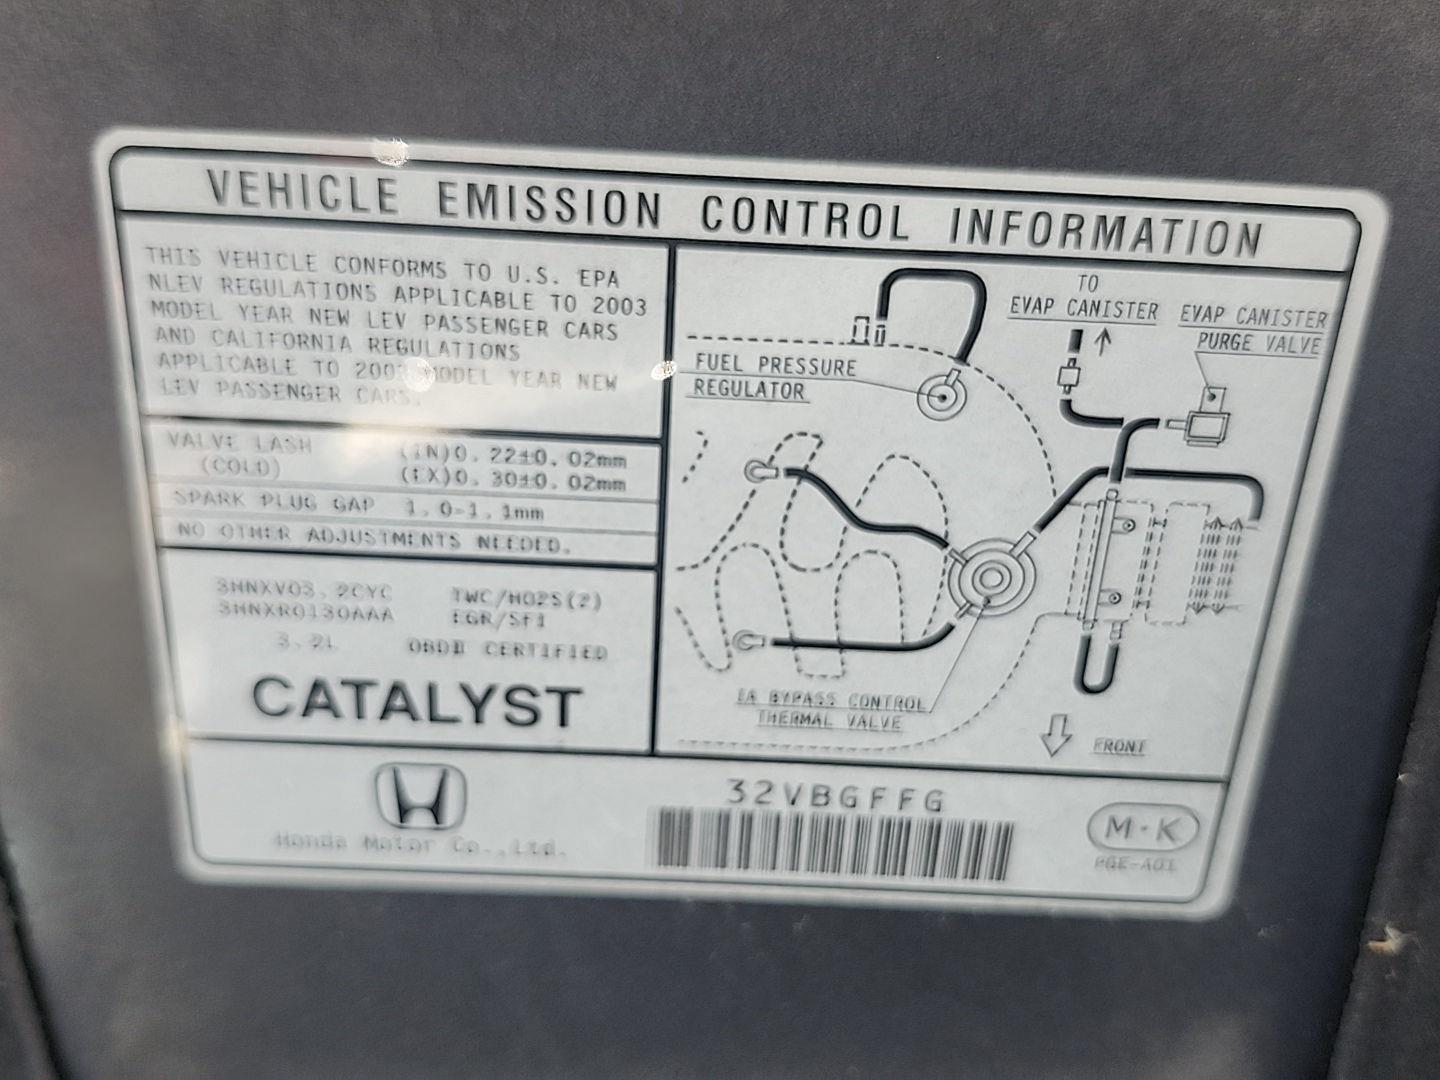 VEHICLE EMISSION CONTROL INFORMATION
THIS VEHICLE CONFORMS TO U.S. EPA
NLEV REGULATIONS APPLICABLE TO 2003
MODEL YEAR NEW LEV PASSENGER CARS
AND CALIFORNIA REGULATIONS
APPLICABLE TO 2003 MODEL YEAR NEW
LEV PASSENGER CARS.
VALVE LASH (IN)0.22±0.02mm
(COLD) (EX)0.30±0.02mm
SPARK PLUG GAP 1.0-1.1mm
NO OTHER ADJUSTMENTS NEEDED.
3HNXV03.2CYC TWC/HO2S(2)
3HNXR0130AAA EGR/SFI
3.2L OBDII CERTIFIED
CATALYST
TO
EVAP CANISTER
EVAP CANISTER
PURGE VALVE
FUEL PRESSURE
REGULATOR
IA BYPASS CONTROL
THERMAL VALVE
FRONT
Honda Motor Co.,Ltd.
32VBGFFG
M·K
PGE-A01